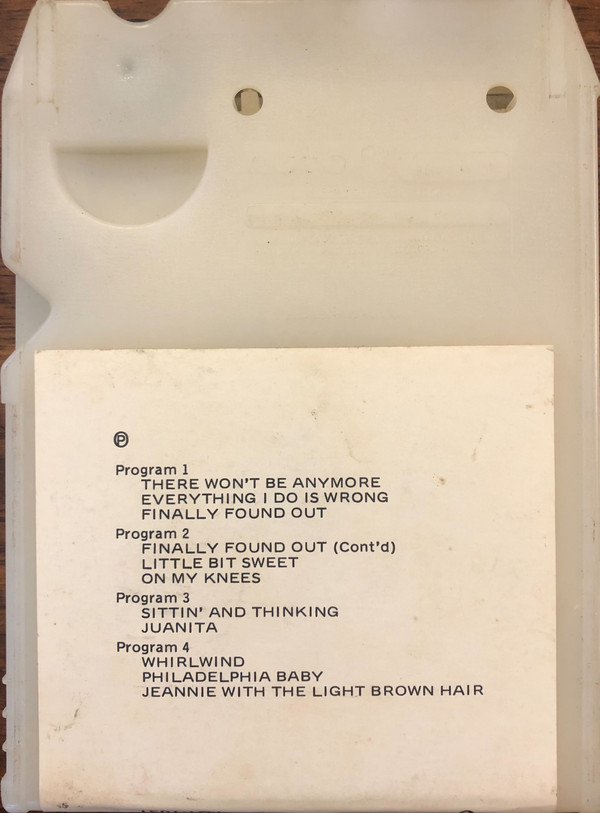 ℗
Program 1
THERE WON'T BE ANYMORE
EVERYTHING I DO IS WRONG
FINALLY FOUND OUT
Program 2
FINALLY FOUND OUT (Cont'd)
LITTLE BIT SWEET
ON MY KNEES
Program 3
SITTIN' AND THINKING
JUANITA
Program 4
WHIRLWIND
PHILADELPHIA BABY
JEANNIE WITH THE LIGHT BROWN HAIR